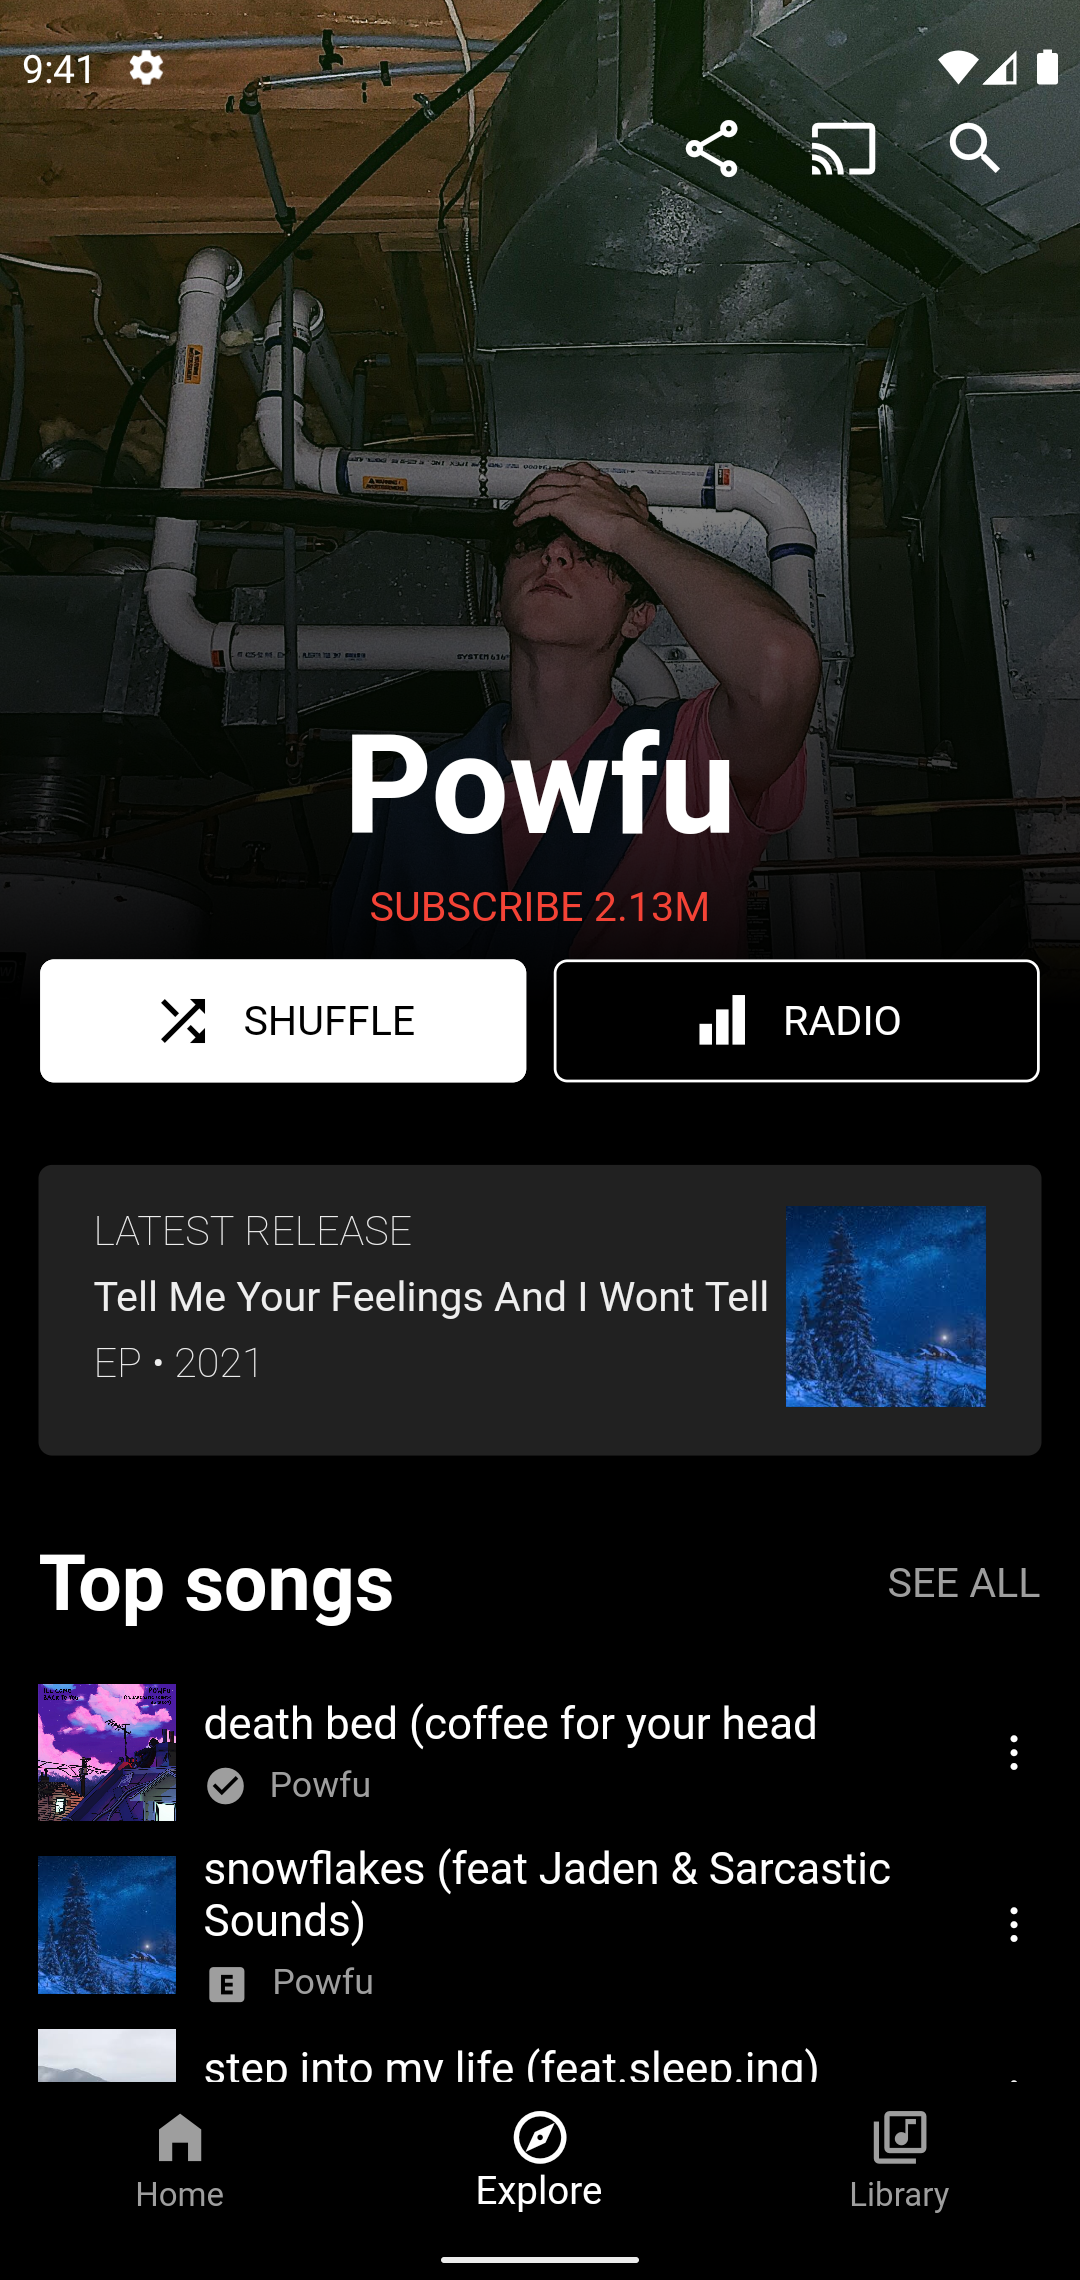 9:41
Powfu
SUBSCRIBE 2.13M
SHUFFLE
RADIO
LATEST RELEASE
Tell Me Your Feelings And I Wont Tell
EP • 2021
Top songs
SEE ALL
death bed (coffee for your head
Powfu
snowflakes (feat Jaden & Sarcastic
Sounds)
E Powfu
step into my life (feat.sleep.ing)
Home
Explore
Library